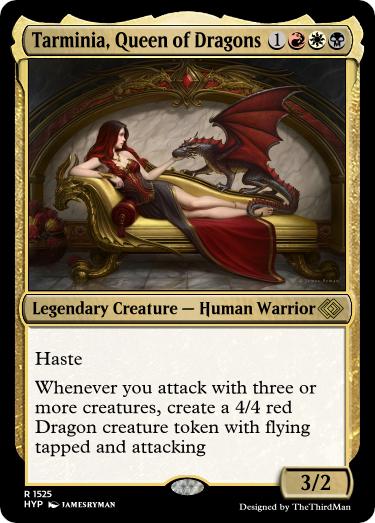 Tarminia, Queen of Dragons 1
Legendary Creature — Human Warrior
Haste
Whenever you attack with three or
more creatures, create a 4/4 red
Dragon creature token with flying
tapped and attacking
3/2
R 1525
HYP JAMESRYMAN
Designed by TheThirdMan